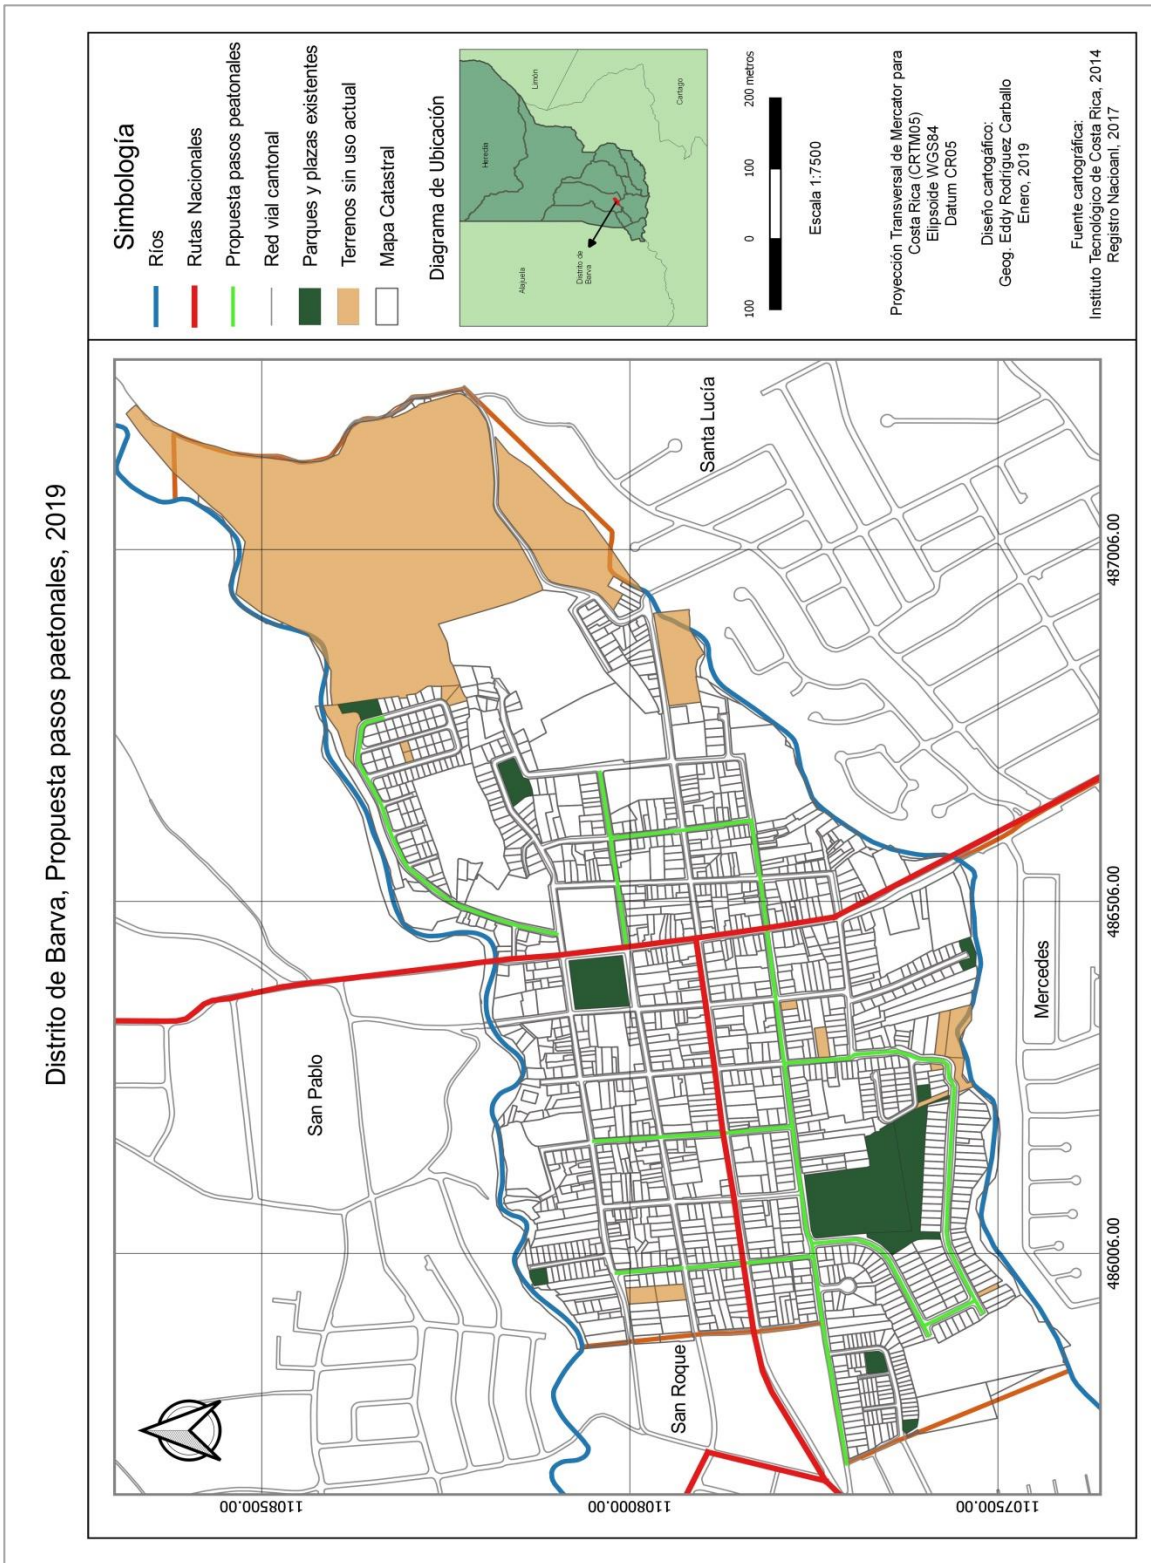 Distrito de Barva, Propuesta pasos paetonales, 2019
San Pablo
Santa Lucía
San Roque
Mercedes
1108500.00
1108000.00
1107500.00
486006.00
486506.00
487006.00
Simbología
Ríos
Rutas Nacionales
Propuesta pasos peatonales
Red vial cantonal
Parques y plazas existentes
Terrenos sin uso actual
Mapa Catastral
Diagrama de Ubicación
Heredia
Limón
Alajuela
Distrito de
Barva
Cartago
100 0 100 200 metros
Escala 1:7500
Proyección Transversal de Mercator para
Costa Rica (CRTM05)
Elipsoide WGS84
Datum CR05
Diseño cartogáfico:
Geog. Eddy Rodríguez Carballo
Enero, 2019
Fuente cartográfica:
Instituto Tecnológico de Costa Rica, 2014
Registro Nacioanl, 2017